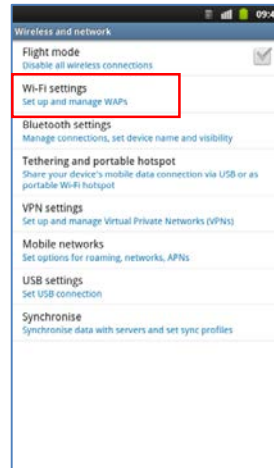 09:4
Wireless and network
Flight mode
Disable all wireless connections
Wi-Fi settings
Set up and manage WAPs
Bluetooth settings
Manage connections, set device name and visibility
Tethering and portable hotspot
Share your device's mobile data connection via USB or as
portable Wi-Fi hotspot
VPN settings
Set up and manage Virtual Private Networks (VPNs)
Mobile networks
Set options for roaming, networks, APNs
USB settings
Set USB connection
Synchronise
Synchronise data with servers and set sync profiles